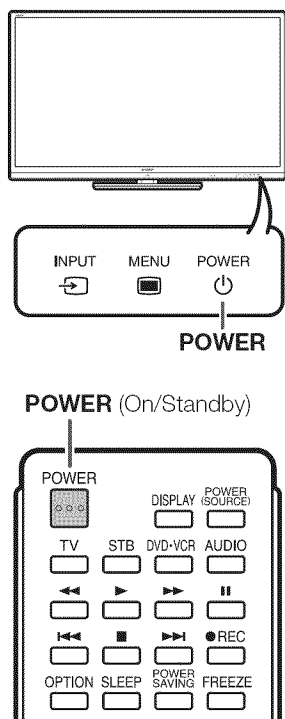 INPUT MENU POWER
POWER
POWER (On/Standby)
POWER
DISPLAY POWER (SOURCE)
TV STB DVD•VCR AUDIO
REC
OPTION SLEEP POWER SAVING FREEZE